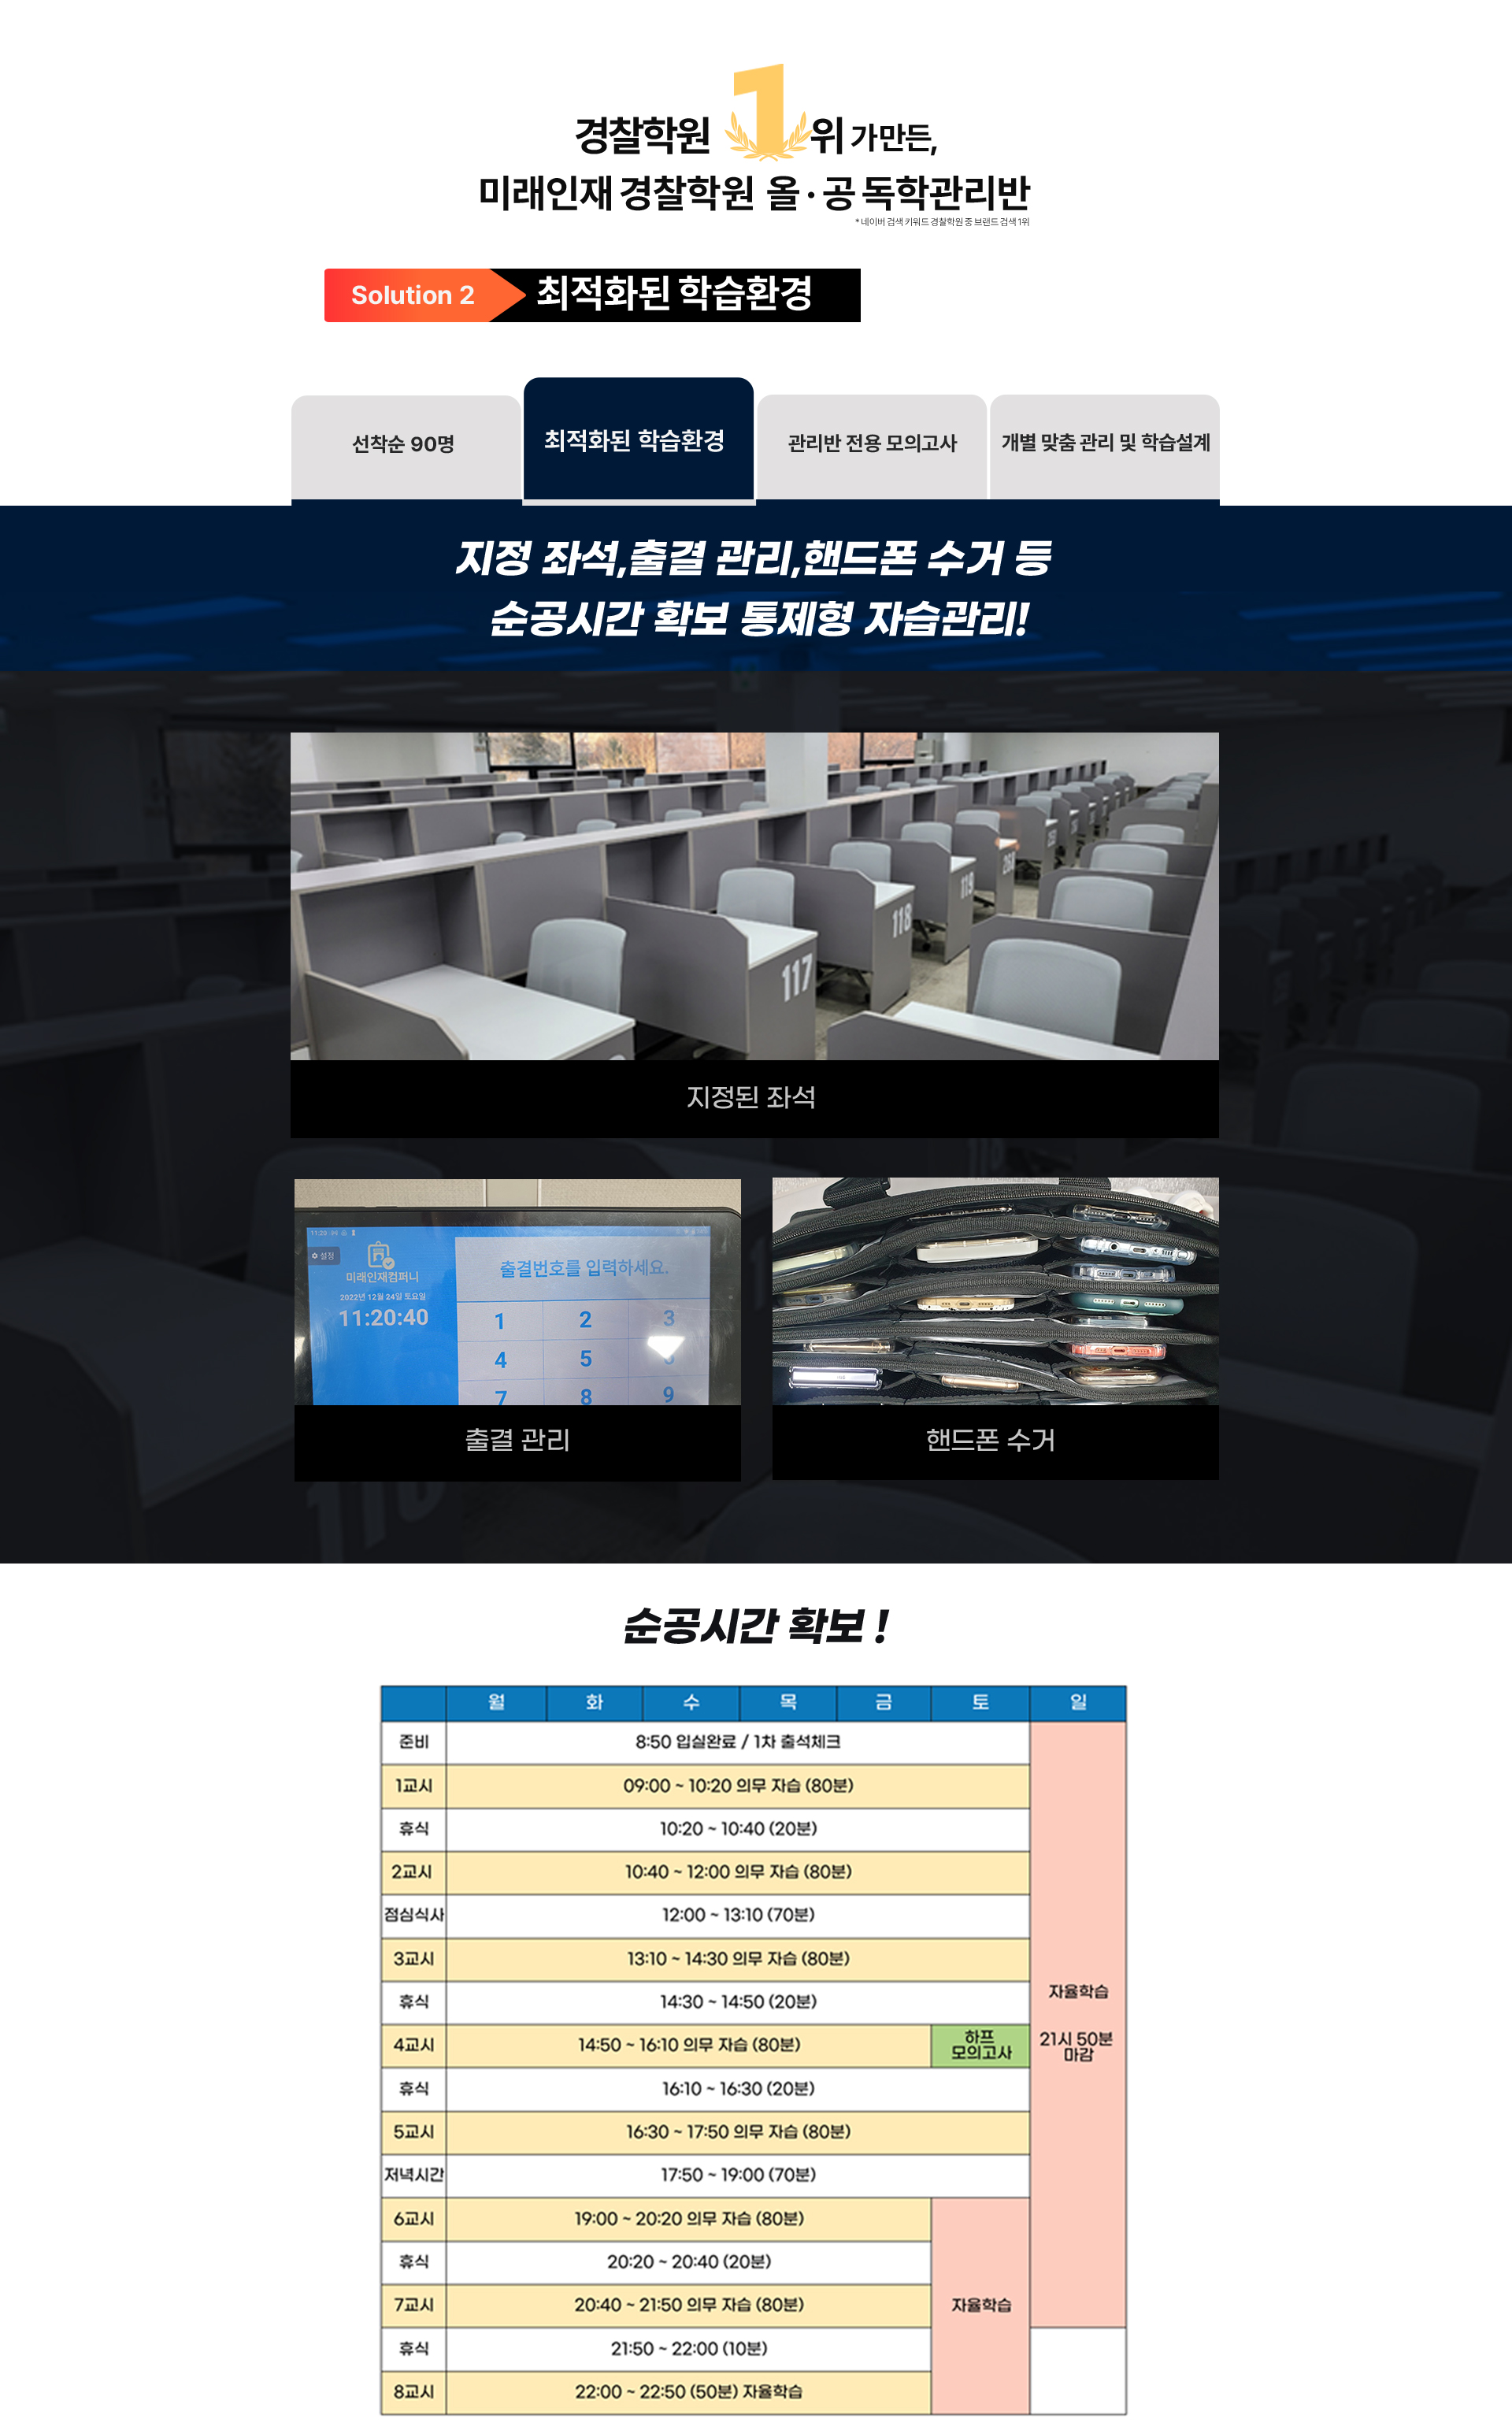 경찰학원 1위 가만든,
미래인재 경찰학원 올·공 독학관리반
* 네이버 검색 키워드 경찰학원 중 브랜드 검색 1위
Solution 2 최적화된 학습환경
선착순 90명
최적화된 학습환경
관리반 전용 모의고사
개별 맞춤 관리 및 학습설계
지정 좌석,출결 관리,핸드폰 수거 등
순공시간 확보 통제형 자습관리!
117
118
119
지정된 좌석
11:20
설정
미래인재컴퍼니
2022년 12월 24일 토요일
11:20:40
출결번호를 입력하세요.
1 2 3
4 5
7 8 9
출결 관리
핸드폰 수거
순공시간 확보 !
월 화 수 목 금 토 일
준비 8:50 입실완료 / 1차 출석체크
1교시 09:00 ~ 10:20 의무 자습 (80분)
휴식 10:20 ~ 10:40 (20분)
2교시 10:40 ~ 12:00 의무 자습 (80분)
점심식사 12:00 ~ 13:10 (70분)
3교시 13:10 ~ 14:30 의무 자습 (80분)
휴식 14:30 ~ 14:50 (20분)
4교시 14:50 ~ 16:10 의무 자습 (80분)
하프
모의고사
자율학습
21시 50분
마감
휴식 16:10 ~ 16:30 (20분)
5교시 16:30 ~ 17:50 의무 자습 (80분)
저녁시간 17:50 ~ 19:00 (70분)
6교시 19:00 ~ 20:20 의무 자습 (80분)
휴식 20:20 ~ 20:40 (20분)
7교시 20:40 ~ 21:50 의무 자습 (80분)
자율학습
휴식 21:50 ~ 22:00 (10분)
8교시 22:00 ~ 22:50 (50분) 자율학습